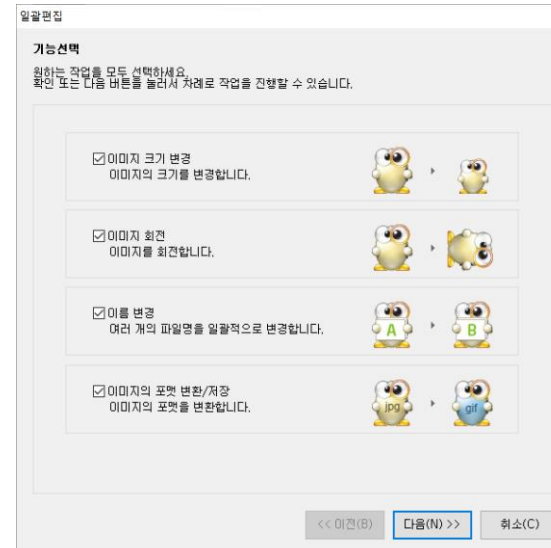 일괄편집
기능선택
원하는 작업을 모두 선택하세요.
확인 또는 다음 버튼을 눌러서 차례로 작업을 진행할 수 있습니다.
이미지 크기 변경
이미지의 크기를 변경합니다.
이미지 회전
이미지를 회전합니다.
이름 변경
여러 개의 파일명을 일괄적으로 변경합니다.
A B
이미지의 포맷 변환/저장
이미지의 포맷을 변환합니다.
jpg gif
<< 이전(B) 다음(N) >> 취소(C)